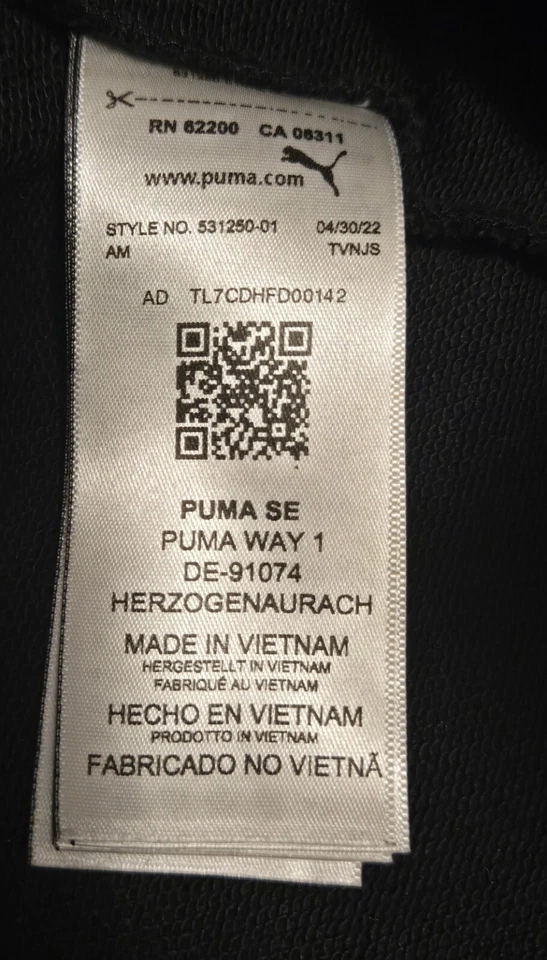 RN 62200 CA 06311
www.puma.com
STYLE NO. 531250-01 04/30/22
AM TVNJS
AD TL7CDHFD00142
PUMA SE
PUMA WAY 1
DE-91074
HERZOGENAURACH
MADE IN VIETNAM
HERGESTELLT IN VIETNAM
FABRIQUÉ AU VIETNAM
HECHO EN VIETNAM
PRODOTTO IN VIETNAM
FABRICADO NO VIETNÃ